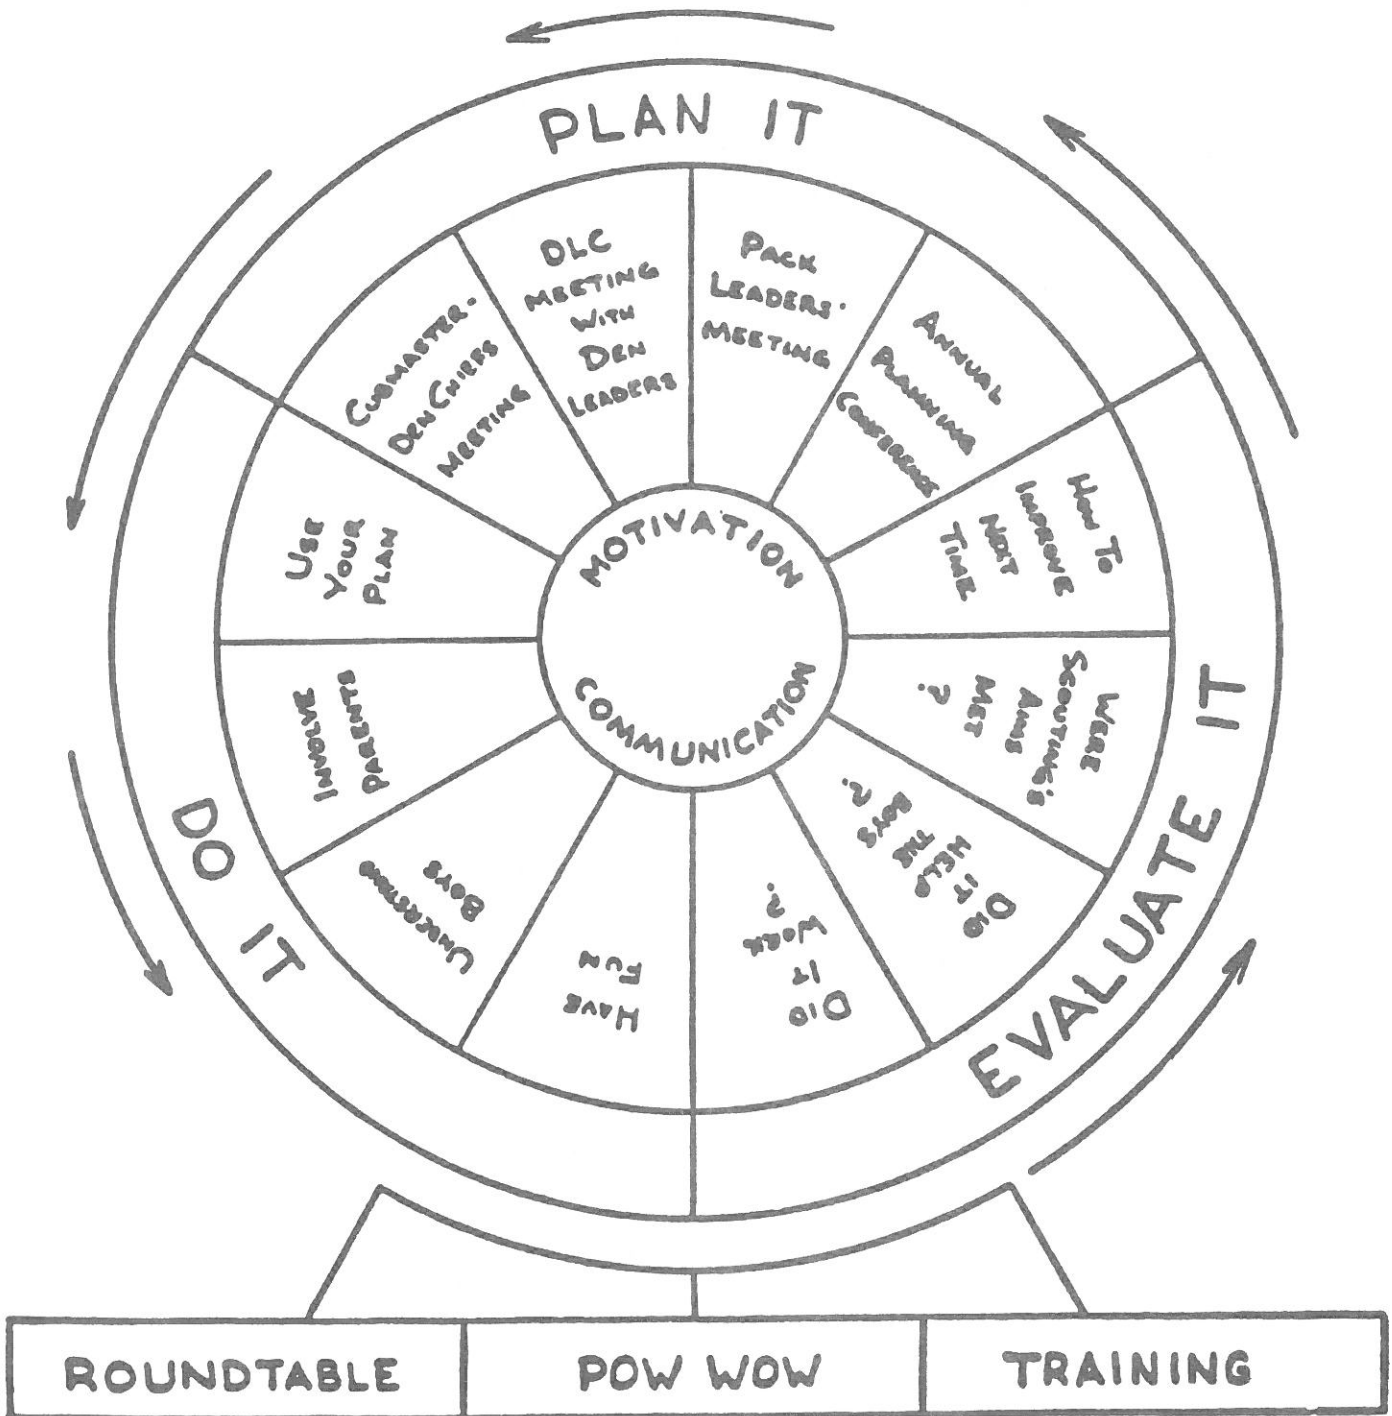 PLAN IT
ANNUAL
PLANNING
CONFERENCE
PACK
LEADERS'
MEETING
DLC
MEETING
WITH
DEN
LEADERS
CUBMASTER-
DEN CHIEFS
MEETING
DO IT
USE
YOUR
PLAN
INVOLVE
PARENTS
UNDERSTAND
BOYS
HAVE
FUN
EVALUATE IT
DID
IT
WORK
?
DID
IT
HELP
THE
BOYS
?
WERE
SCOUTING'S
AIMS
MET
?
HOW TO
IMPROVE
NEXT
TIME
MOTIVATION
COMMUNICATION
ROUNDTABLE
POW WOW
TRAINING